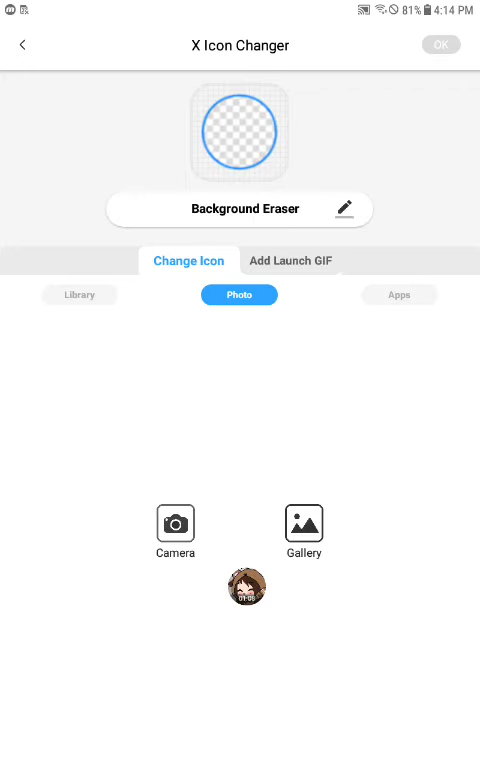 81% 4:14 PM
X Icon Changer
OK
Background Eraser
Change Icon
Add Launch GIF
Library
Photo
Apps
Camera
Gallery
01:08